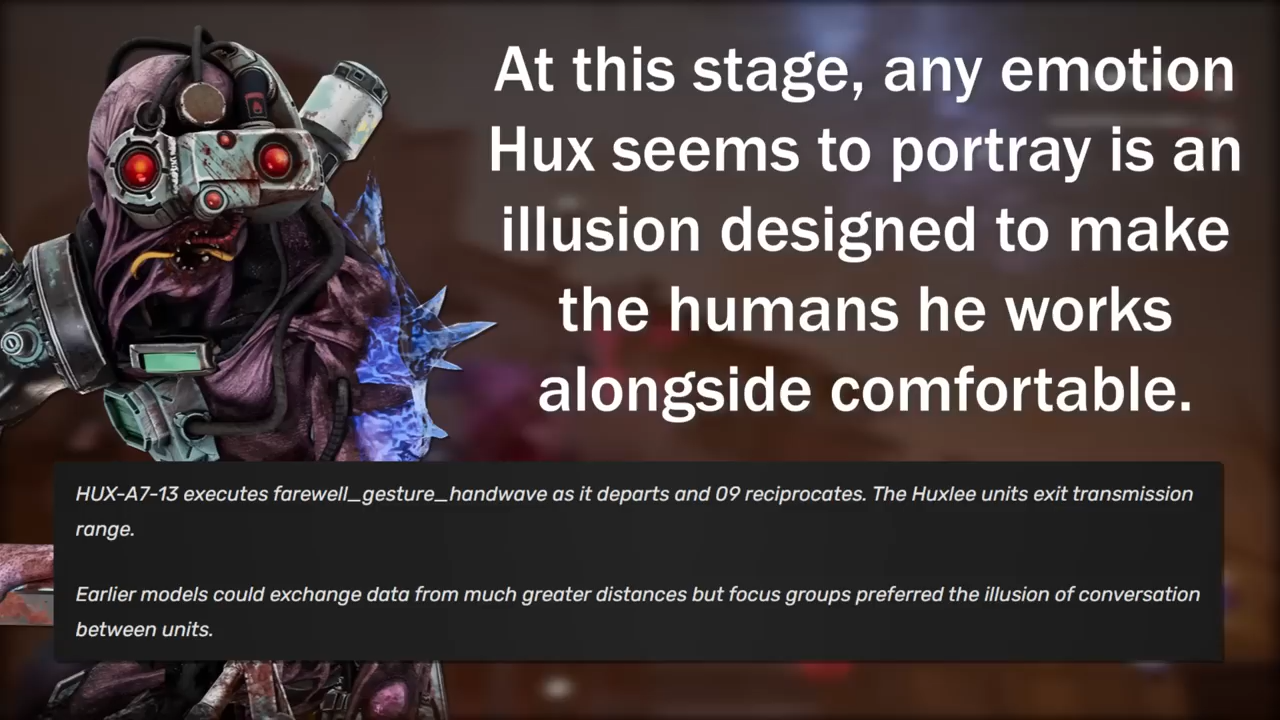 At this stage, any emotion
Hux seems to portray is an
illusion designed to make
the humans he works
alongside comfortable.
HUX-A7-13 executes farewell_gesture_handwave as it departs and 09 reciprocates. The Huxlee units exit transmission
range.
Earlier models could exchange data from much greater distances but focus groups preferred the illusion of conversation
between units.